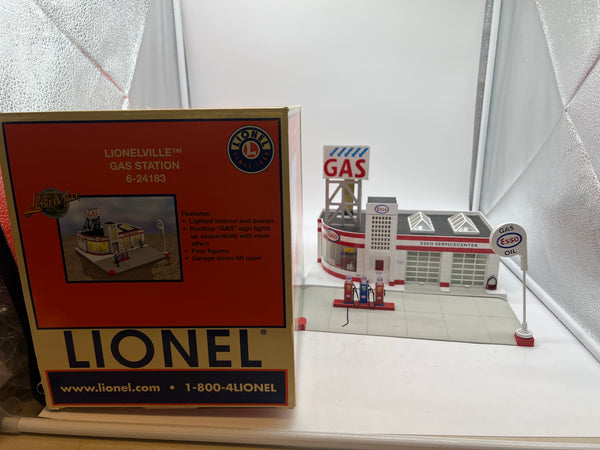 LIONELVILLE™
GAS STATION
6-24183
LIONEL
L
Features:
• Lighted interior and pumps
• Rooftop "GAS" sign lights
up sequentially with neon
effect
• Four figures
• Garage doors lift open
GAS
LIONEL®
www.lionel.com • 1-800-4LIONEL
GAS
Esso
ESSO SERVICENTER
GAS
Esso
OIL